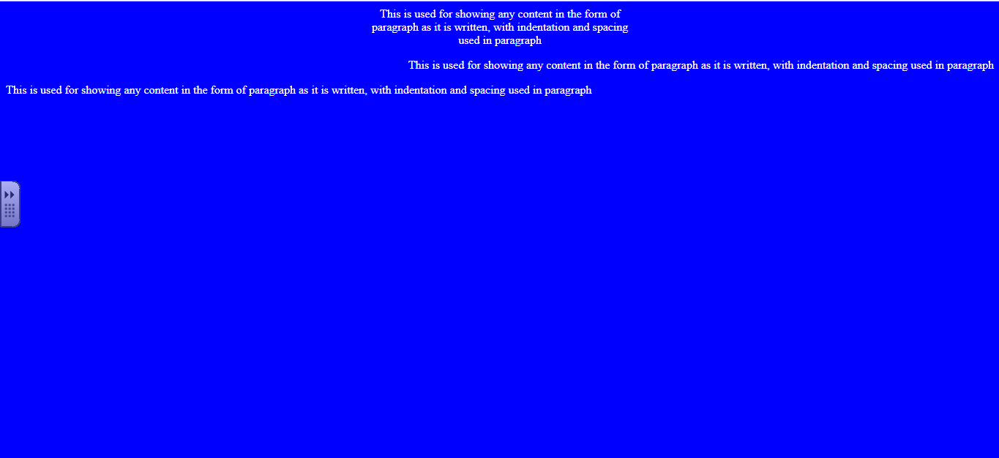 This is used for showing any content in the form of
paragraph as it is written, with indentation and spacing
used in paragraph
This is used for showing any content in the form of paragraph as it is written, with indentation and spacing used in paragraph
This is used for showing any content in the form of paragraph as it is written, with indentation and spacing used in paragraph